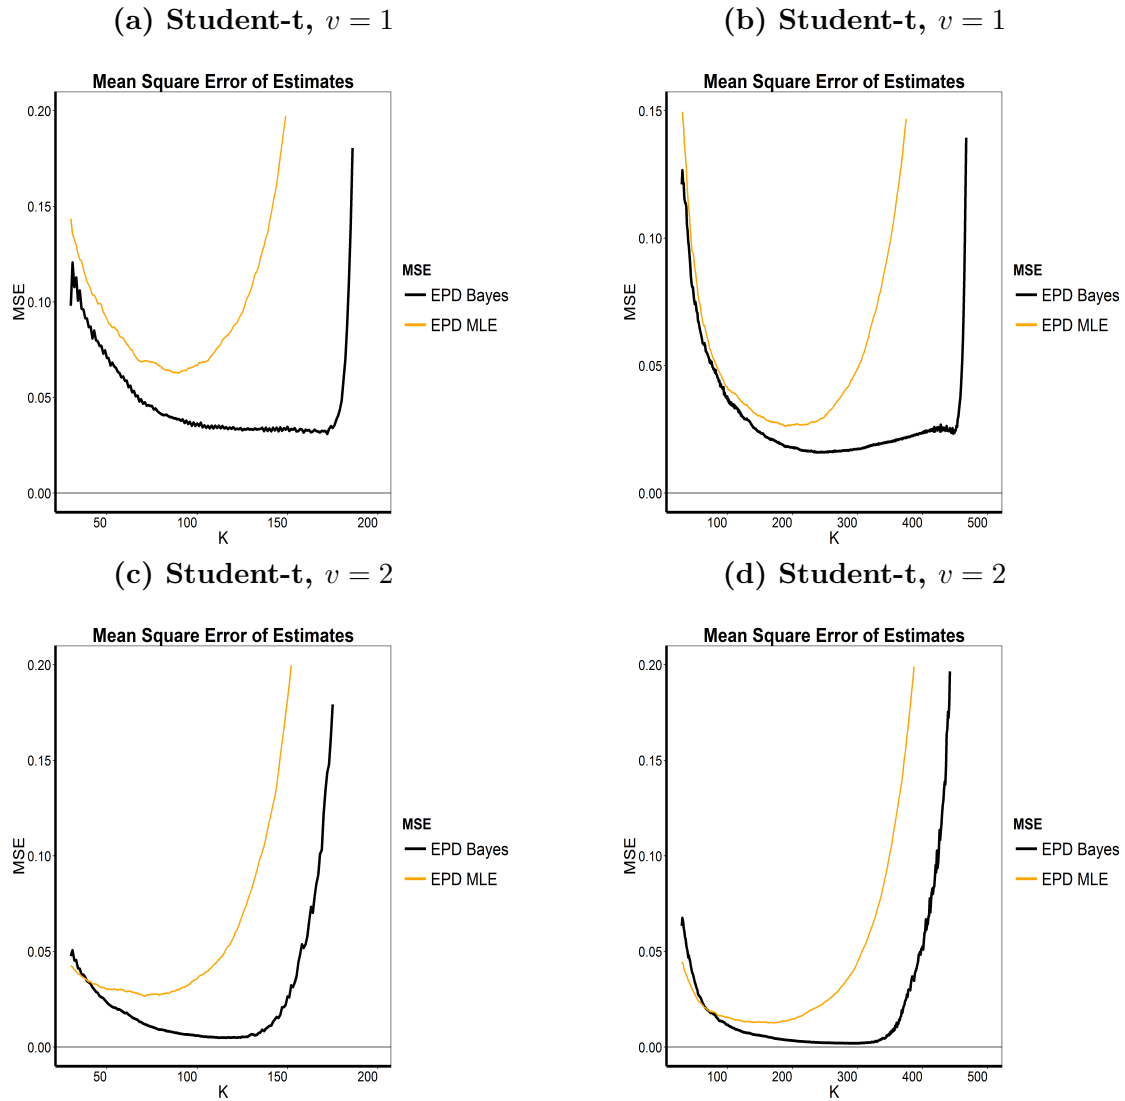 (a) Student-t, v = 1
Mean Square Error of Estimates
0.20
0.15
0.10
0.05
0.00
MSE
50 100 150 200
K
MSE
EPD Bayes
EPD MLE
(b) Student-t, v = 1
Mean Square Error of Estimates
0.15
0.10
0.05
0.00
MSE
100 200 300 400 500
K
MSE
EPD Bayes
EPD MLE
(c) Student-t, v = 2
Mean Square Error of Estimates
0.20
0.15
0.10
0.05
0.00
MSE
50 100 150 200
K
MSE
EPD Bayes
EPD MLE
(d) Student-t, v = 2
Mean Square Error of Estimates
0.20
0.15
0.10
0.05
0.00
MSE
100 200 300 400 500
K
MSE
EPD Bayes
EPD MLE